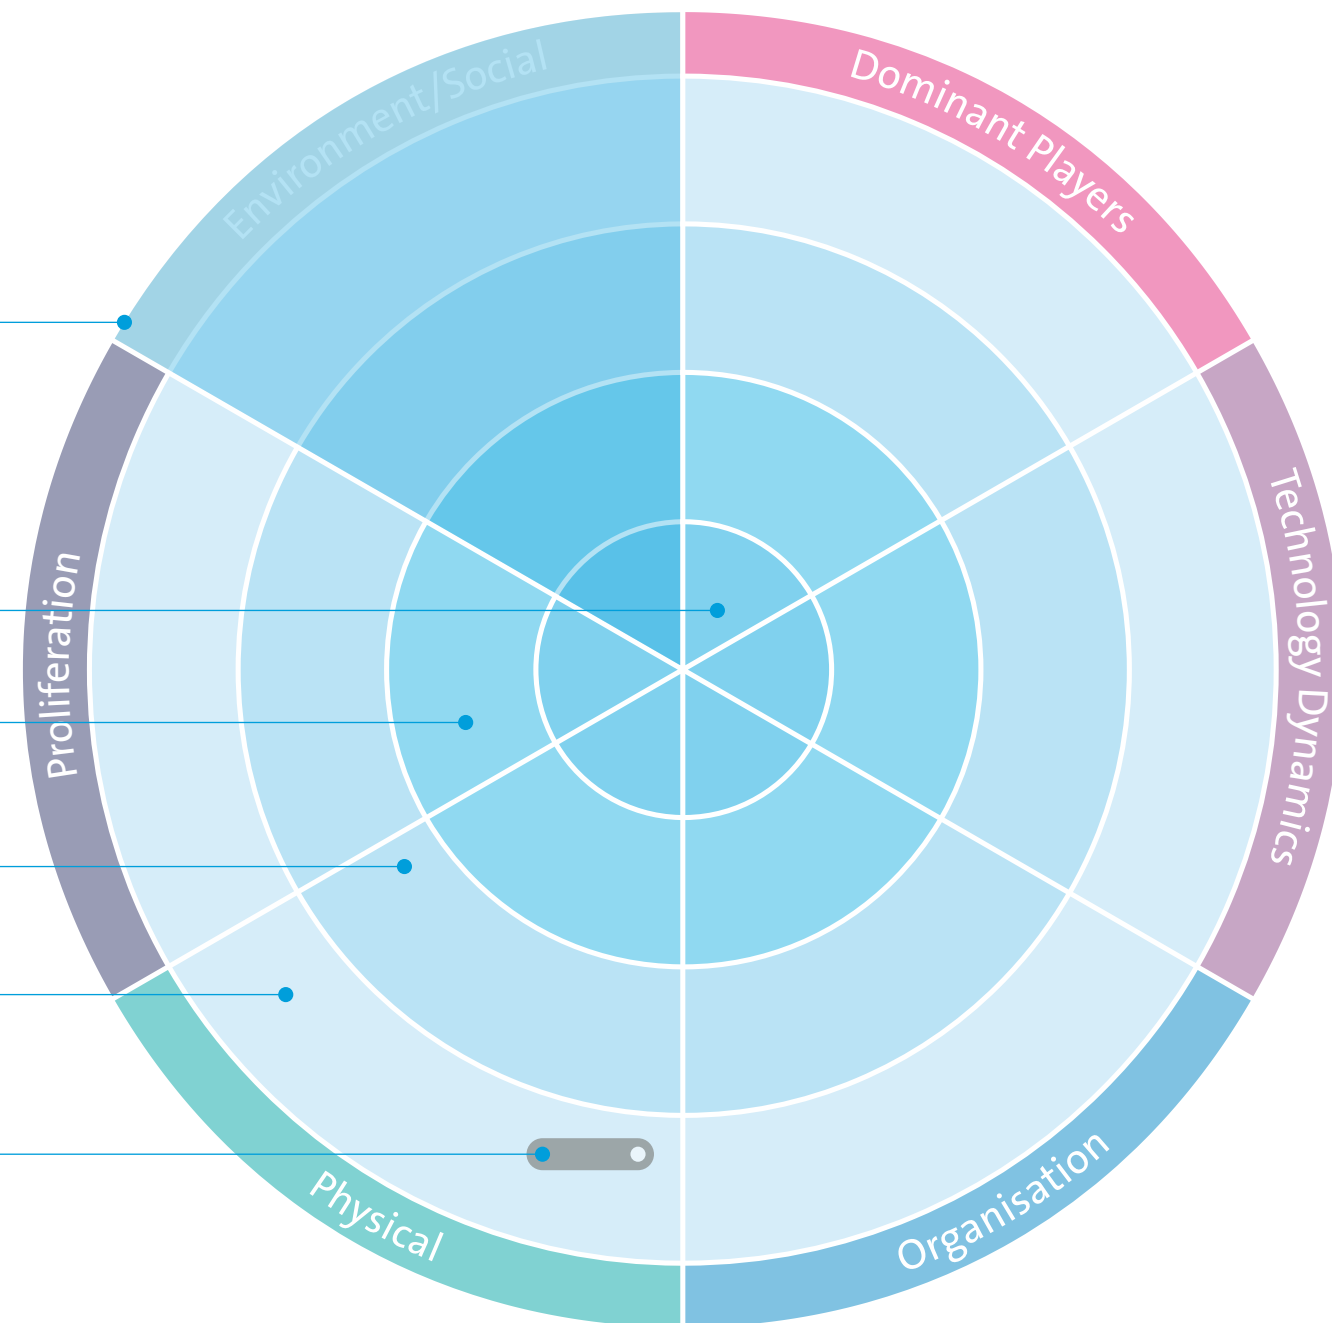 Environment/Social
Dominant Players
Technology Dynamics
Proliferation
Physical
Organisation